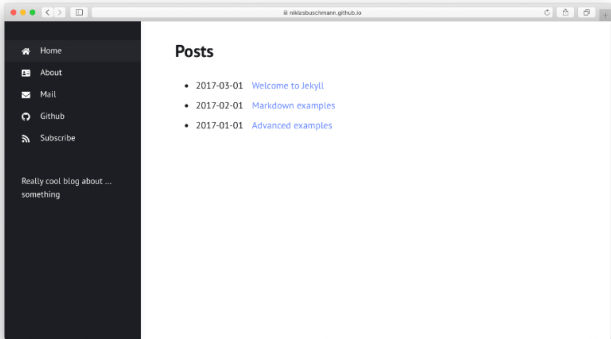 niklasbuschmann.github.io
Home
About
Mail
Github
Subscribe
Really cool blog about ...
something
Posts
2017-03-01 Welcome to Jekyll
2017-02-01 Markdown examples
2017-01-01 Advanced examples